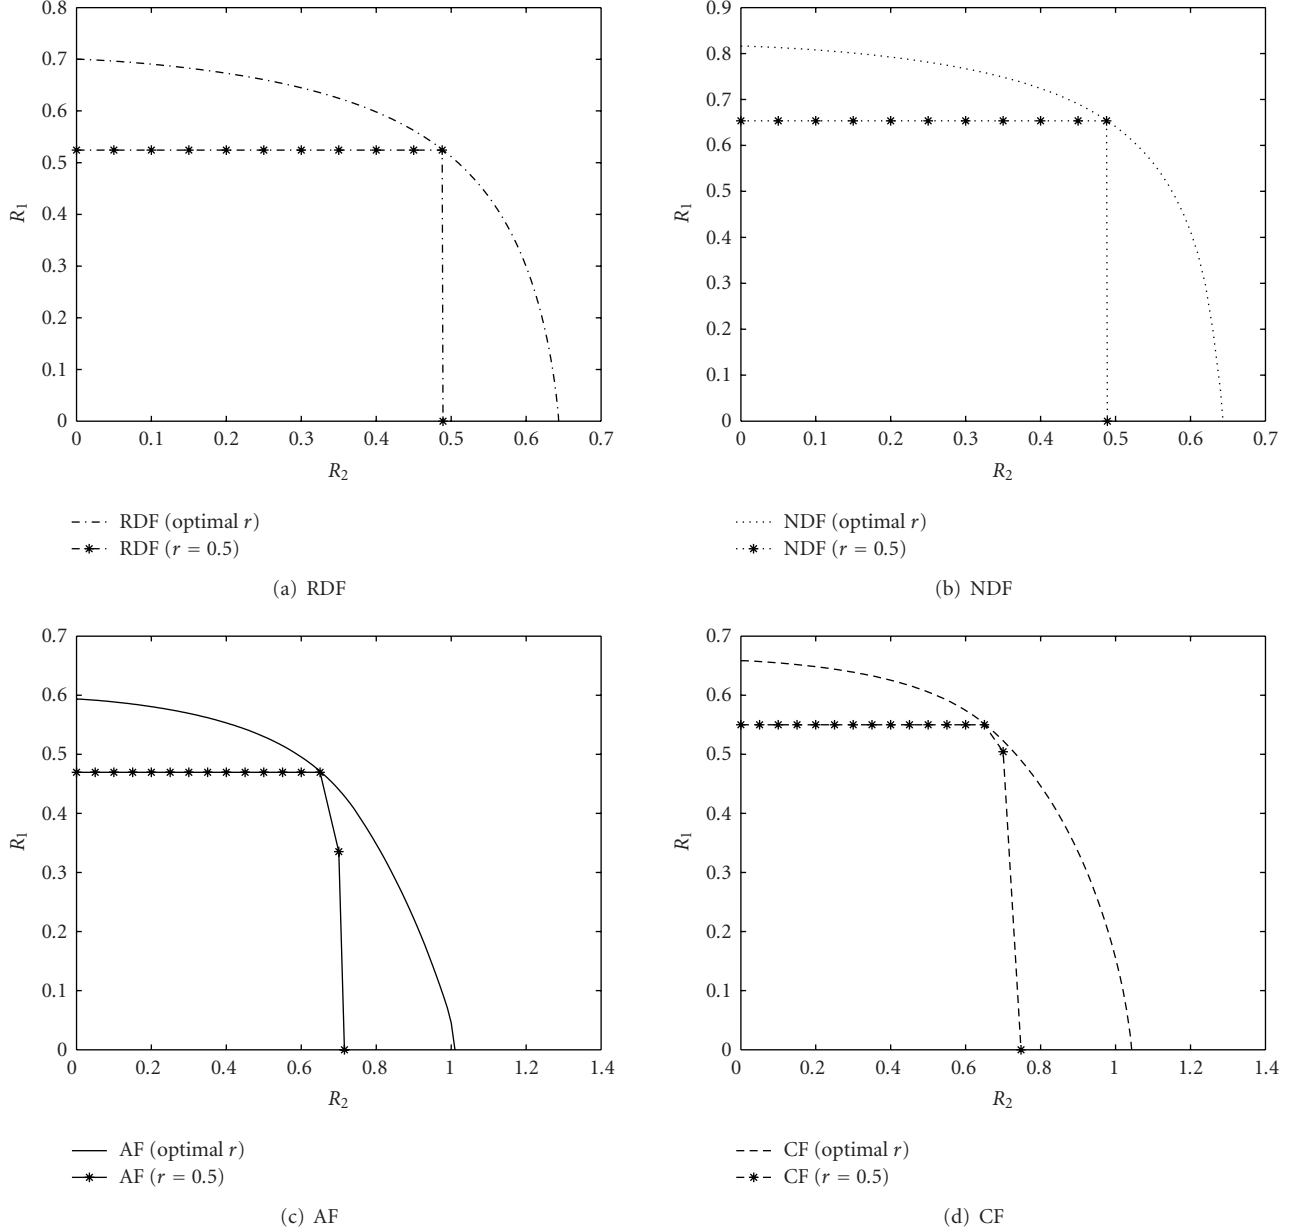 0.8
0.7
0.6
0.5
0.4
0.3
0.2
0.1
0
R1
0 0.1 0.2 0.3 0.4 0.5 0.6 0.7
R2
RDF (optimal r)
RDF (r = 0.5)
(a) RDF
0.9
0.8
0.7
0.6
0.5
0.4
0.3
0.2
0.1
0
R1
0 0.1 0.2 0.3 0.4 0.5 0.6 0.7
R2
NDF (optimal r)
NDF (r = 0.5)
(b) NDF
0.7
0.6
0.5
0.4
0.3
0.2
0.1
0
R1
0 0.2 0.4 0.6 0.8 1 1.2 1.4
R2
AF (optimal r)
AF (r = 0.5)
(c) AF
0.7
0.6
0.5
0.4
0.3
0.2
0.1
0
R1
0 0.2 0.4 0.6 0.8 1 1.2 1.4
R2
CF (optimal r)
CF (r = 0.5)
(d) CF